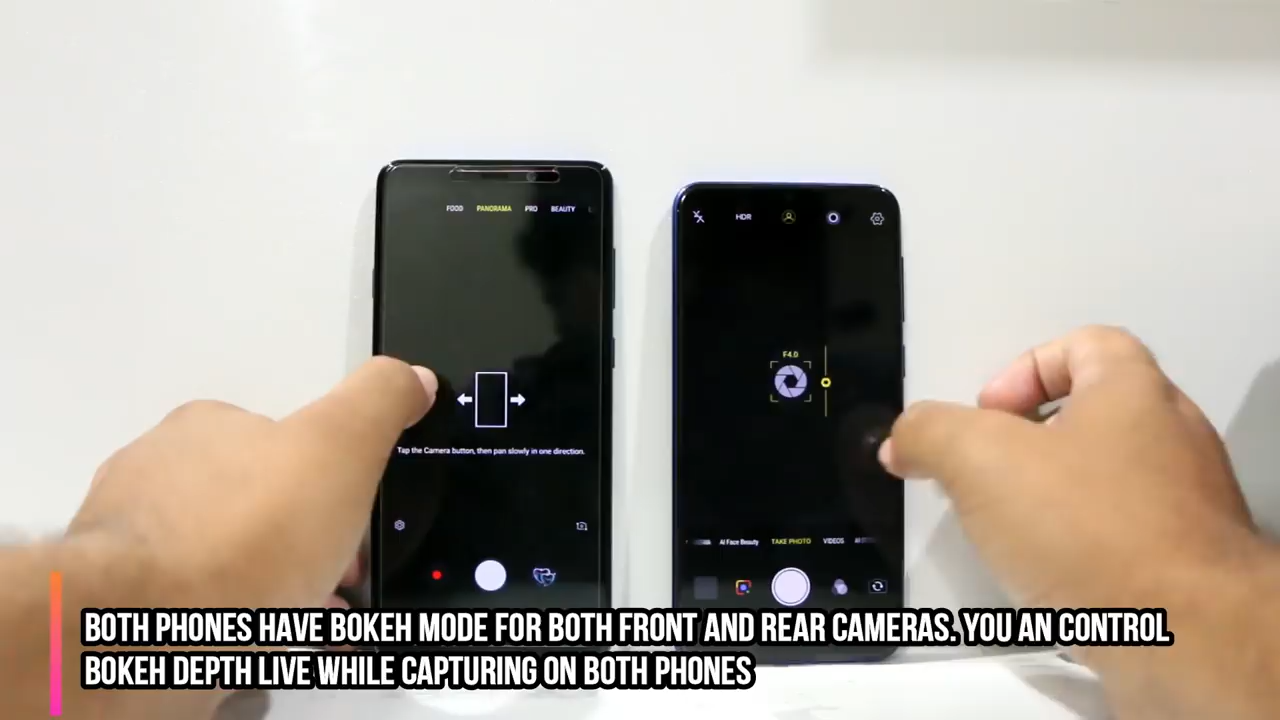 FOOD PANORAMA PRO BEAUTY
HDR
F4.0
Tap the Camera button, then pan slowly in one direction.
AI Face Beauty TAKE PHOTO VIDEOS
BOTH PHONES HAVE BOKEH MODE FOR BOTH FRONT AND REAR CAMERAS. YOU AN CONTROL
BOKEH DEPTH LIVE WHILE CAPTURING ON BOTH PHONES